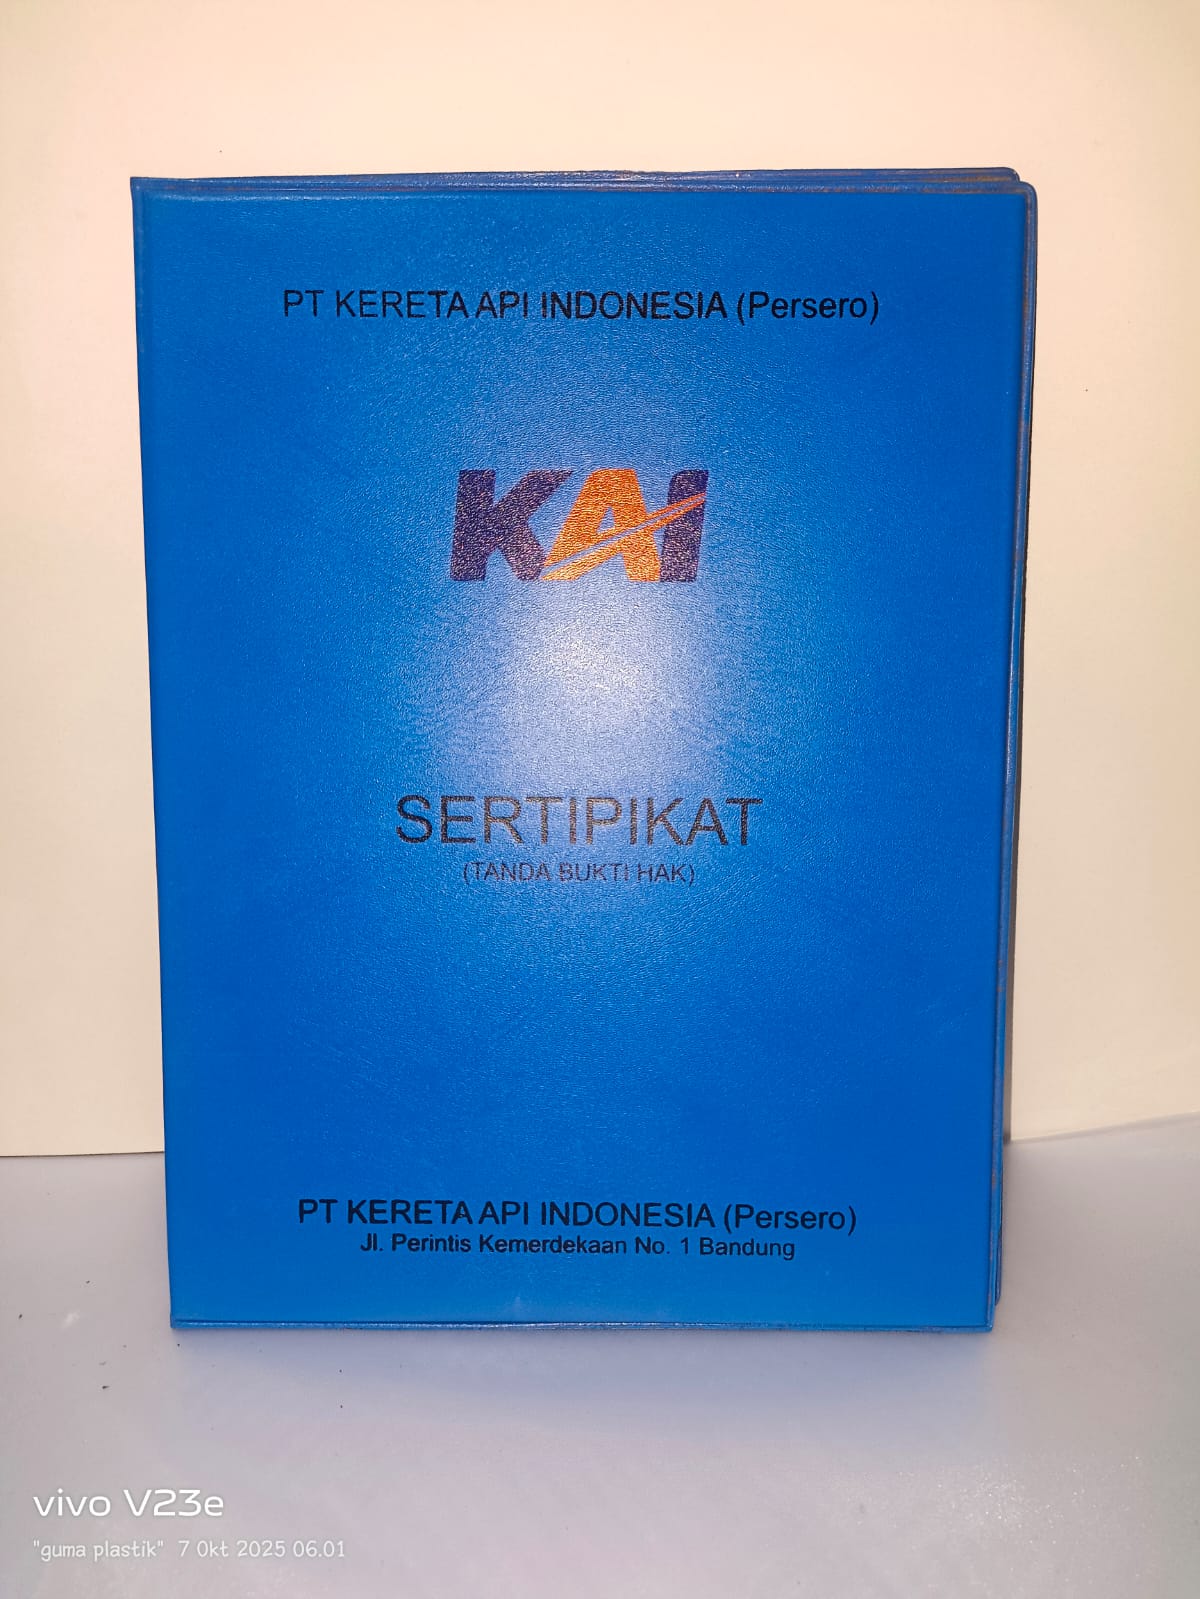 PT KERETA API INDONESIA (Persero)
KAI
SERTIPIKAT
(TANDA BUKTI HAK)
PT KERETA API INDONESIA (Persero)
Jl. Perintis Kemerdekaan No. 1 Bandung
vivo V23e
"guma plastik" 7 Okt 2025 06.01